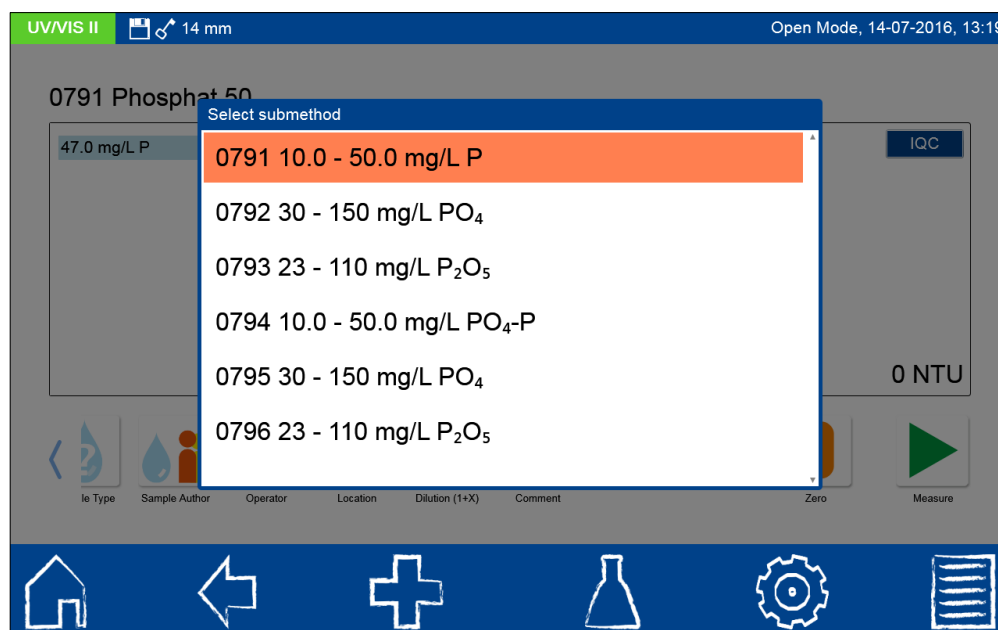 UV/VIS II 14 mm Open Mode, 14-07-2016, 13:19
0791 Phosphat 50
Select submethod
47.0 mg/L P
IQC
0791 10.0 - 50.0 mg/L P
0792 30 - 150 mg/L PO₄
0793 23 - 110 mg/L P₂O₅
0794 10.0 - 50.0 mg/L PO₄-P
0795 30 - 150 mg/L PO₄
0 NTU
0796 23 - 110 mg/L P₂O₅
le Type Sample Author Operator Location Dilution (1+X) Comment Zero Measure